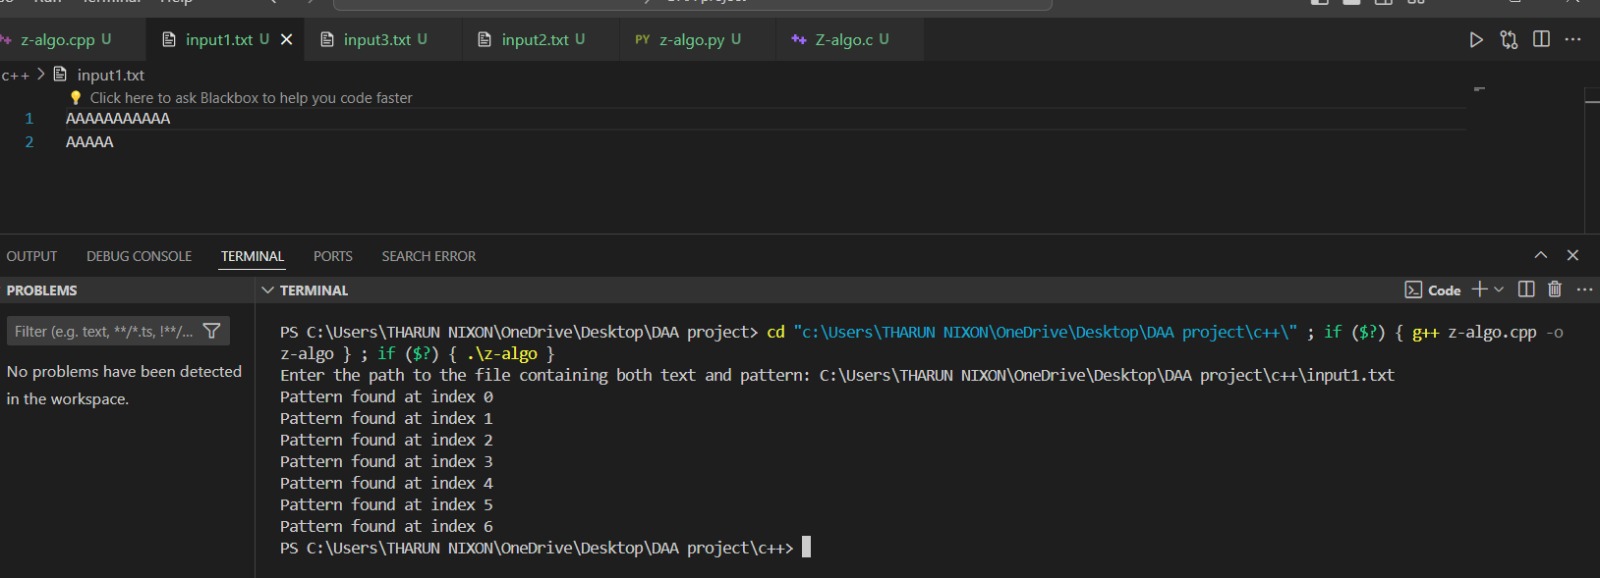 z-algo.cpp U input1.txt U input3.txt U input2.txt U PY z-algo.py U Z-algo.c U
c++ > input1.txt
Click here to ask Blackbox to help you code faster
1 AAAAAAAAAAA
2 AAAAA
OUTPUT DEBUG CONSOLE TERMINAL PORTS SEARCH ERROR
PROBLEMS TERMINAL Code
Filter (e.g. text, **/*.ts, !**/...
No problems have been detected
in the workspace.
PS C:\Users\THARUN NIXON\OneDrive\Desktop\DAA project> cd "c:\Users\THARUN NIXON\OneDrive\Desktop\DAA project\c++\" ; if ($?) { g++ z-algo.cpp -o
z-algo } ; if ($?) { .\z-algo }
Enter the path to the file containing both text and pattern: C:\Users\THARUN NIXON\OneDrive\Desktop\DAA project\c++\input1.txt
Pattern found at index 0
Pattern found at index 1
Pattern found at index 2
Pattern found at index 3
Pattern found at index 4
Pattern found at index 5
Pattern found at index 6
PS C:\Users\THARUN NIXON\OneDrive\Desktop\DAA project\c++>